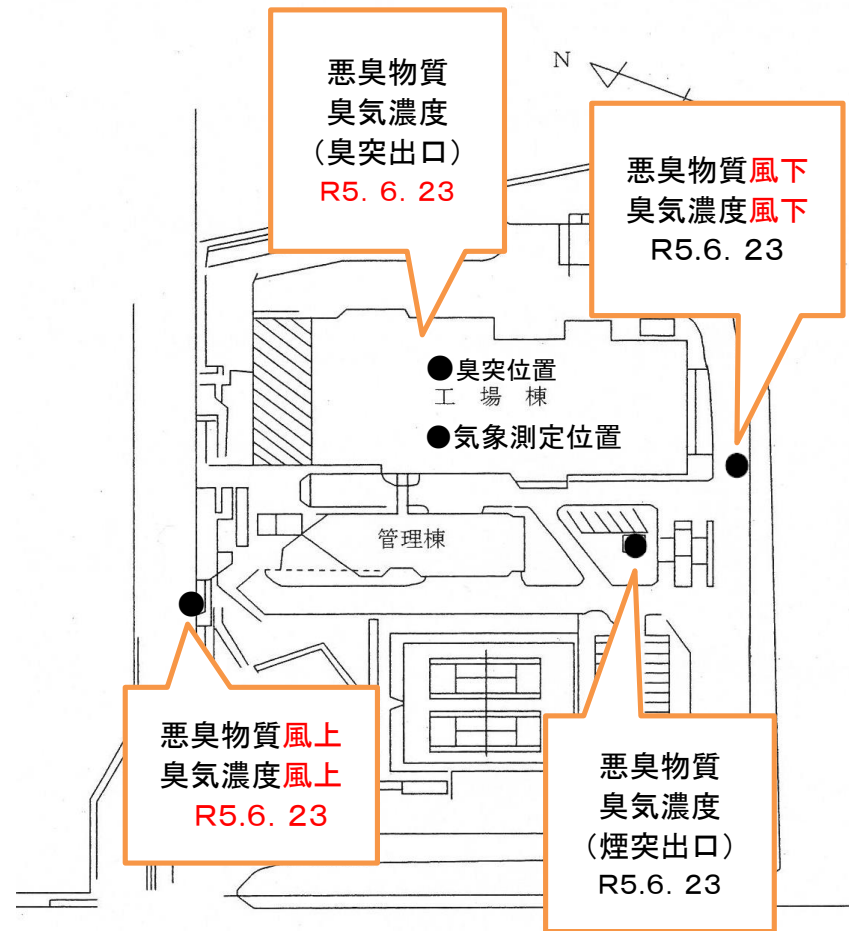 N
悪臭物質
臭気濃度
（臭突出口）
R5. 6. 23
悪臭物質風下
臭気濃度風下
R5.6. 23
●臭突位置
工 場 棟
●気象測定位置
管理棟
悪臭物質風上
臭気濃度風上
R5.6. 23
悪臭物質
臭気濃度
（煙突出口）
R5.6. 23